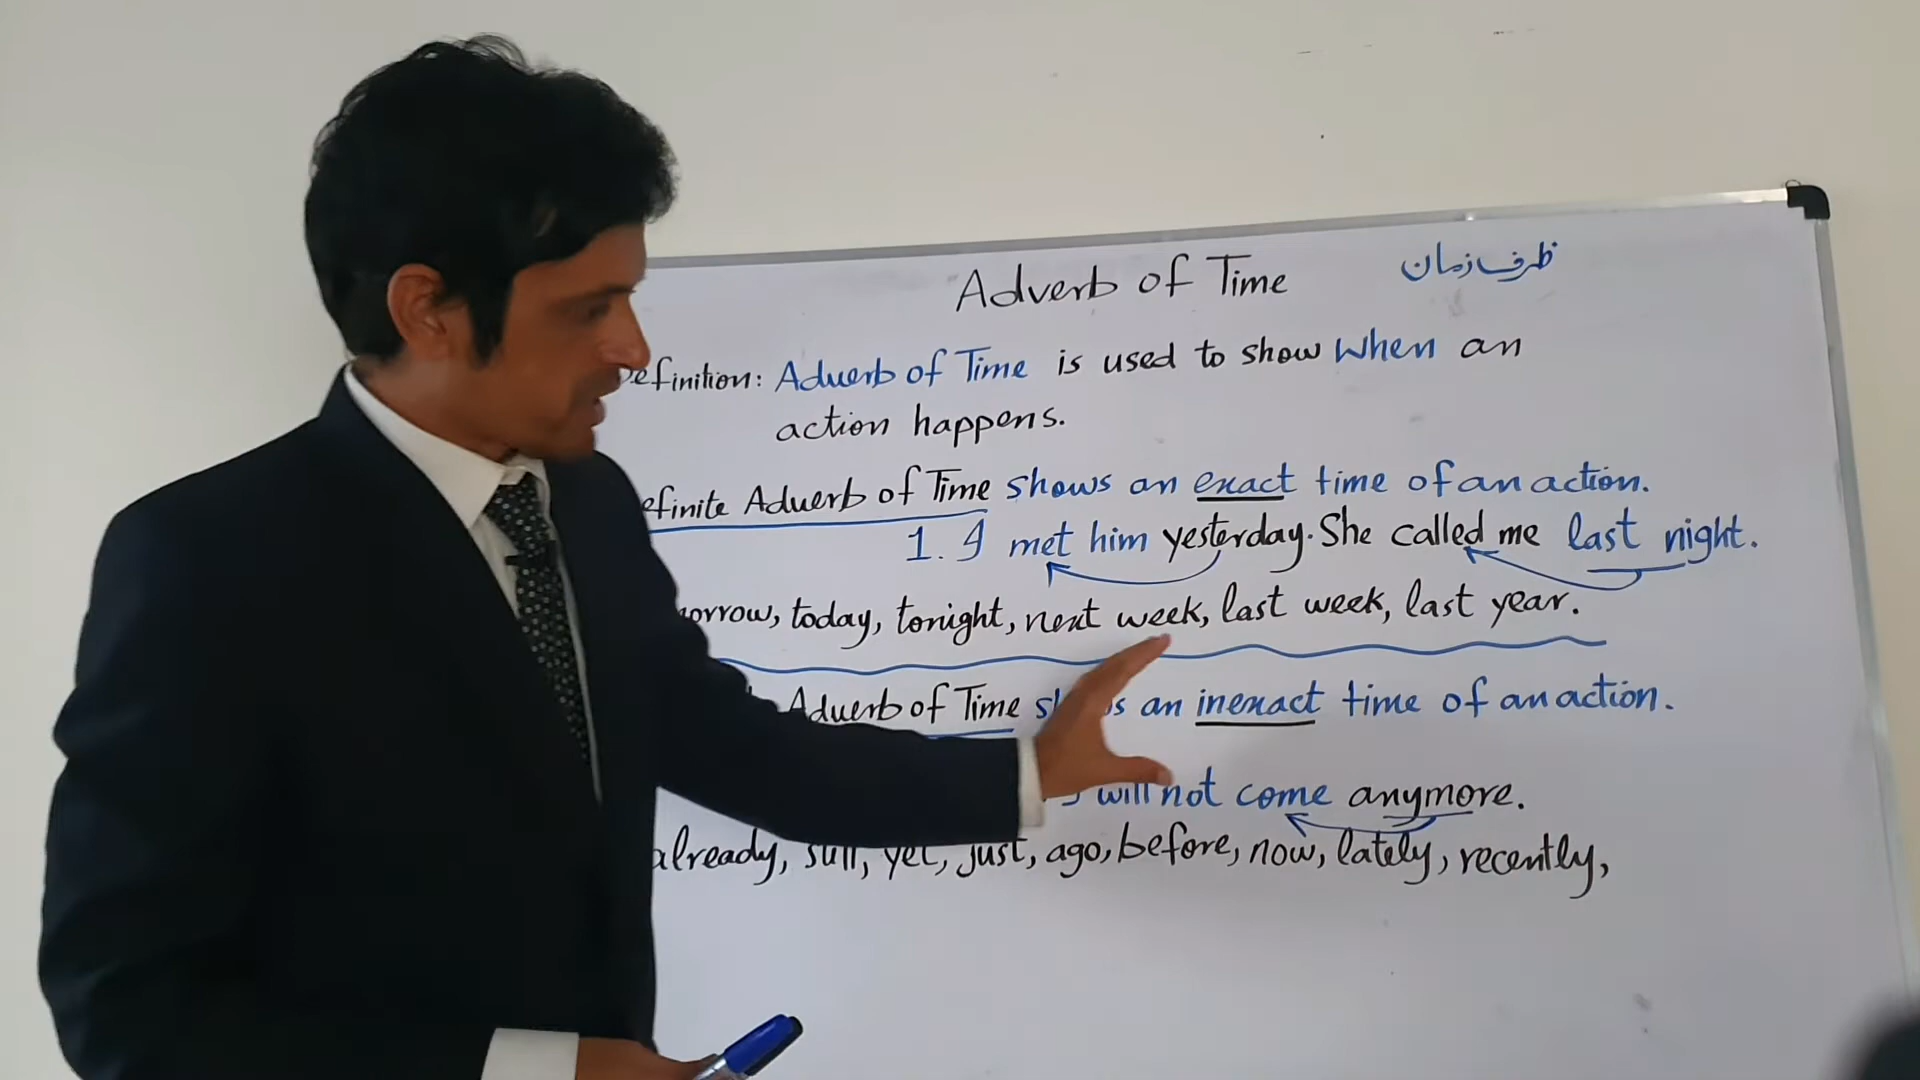 Adverb of Time ظرف زمان
efinition: Adverb of Time is used to show when an
action happens.
efinite Adverb of Time shows an exact time of an action.
1. I met him yesterday. She called me last night.
orrow, today, tonight, next week, last week, last year.
Adverb of Time an inexact time of an action.
will not come anymore.
already, still, yet, just, ago, before, now, lately, recently,